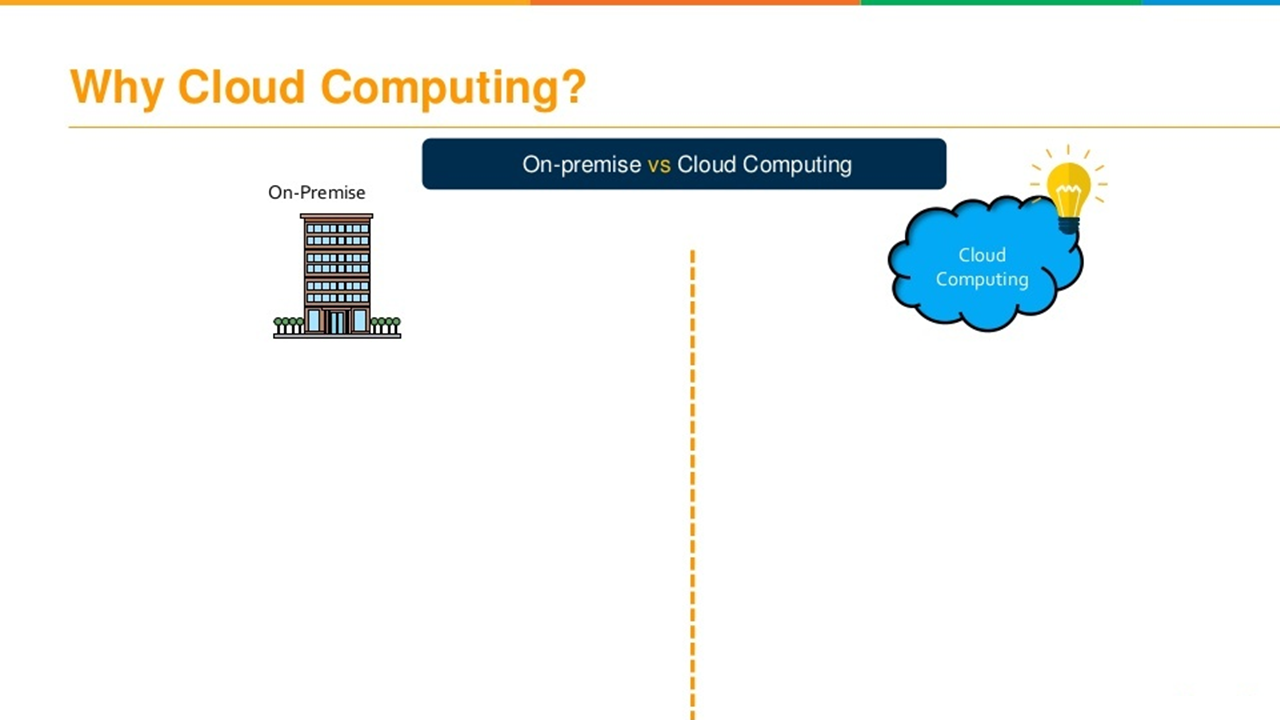 Why Cloud Computing?
On-premise vs Cloud Computing
On-Premise
Cloud
Computing